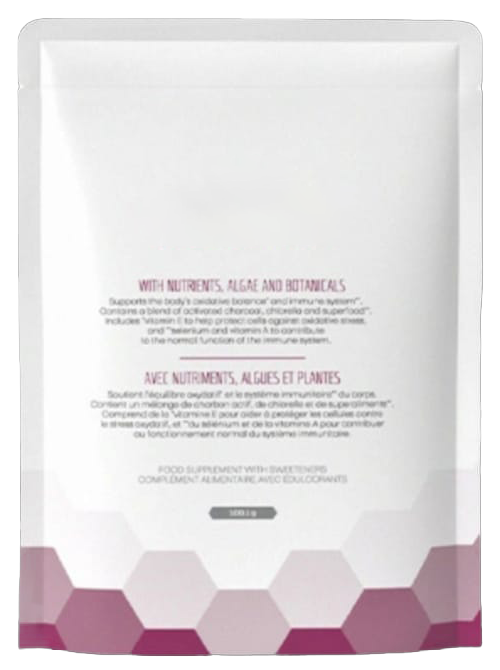 WITH NUTRIENTS, ALGAE AND BOTANICALS
Supports the body's oxidative balance* and immune system**.
Contains a blend of activated charcoal, chlorella and superfood**.
Includes *vitamin E to help protect cells against oxidative stress,
and **selenium and vitamin A to contribute
to the normal function of the immune system.
AVEC NUTRIMENTS, ALGUES ET PLANTES
Soutient l'équilibre oxydatif* et le système immunitaire** du corps.
Contient un mélange de charbon actif, de chlorelle et de superaliments**.
Comprend de la *vitamine E pour aider à protéger les cellules contre
le stress oxydatif, et **du sélénium et de la vitamine A pour contribuer
au fonctionnement normal du système immunitaire.
FOOD SUPPLEMENT WITH SWEETENERS
COMPLÉMENT ALIMENTAIRE AVEC ÉDULCORANTS